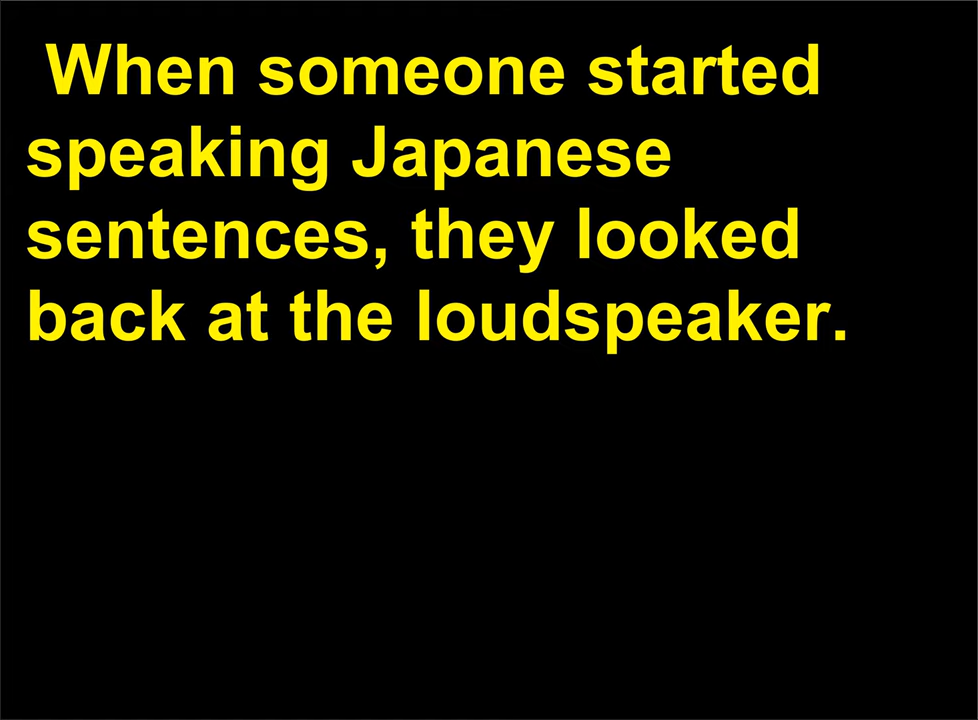 When someone started
speaking Japanese
sentences, they looked
back at the loudspeaker.